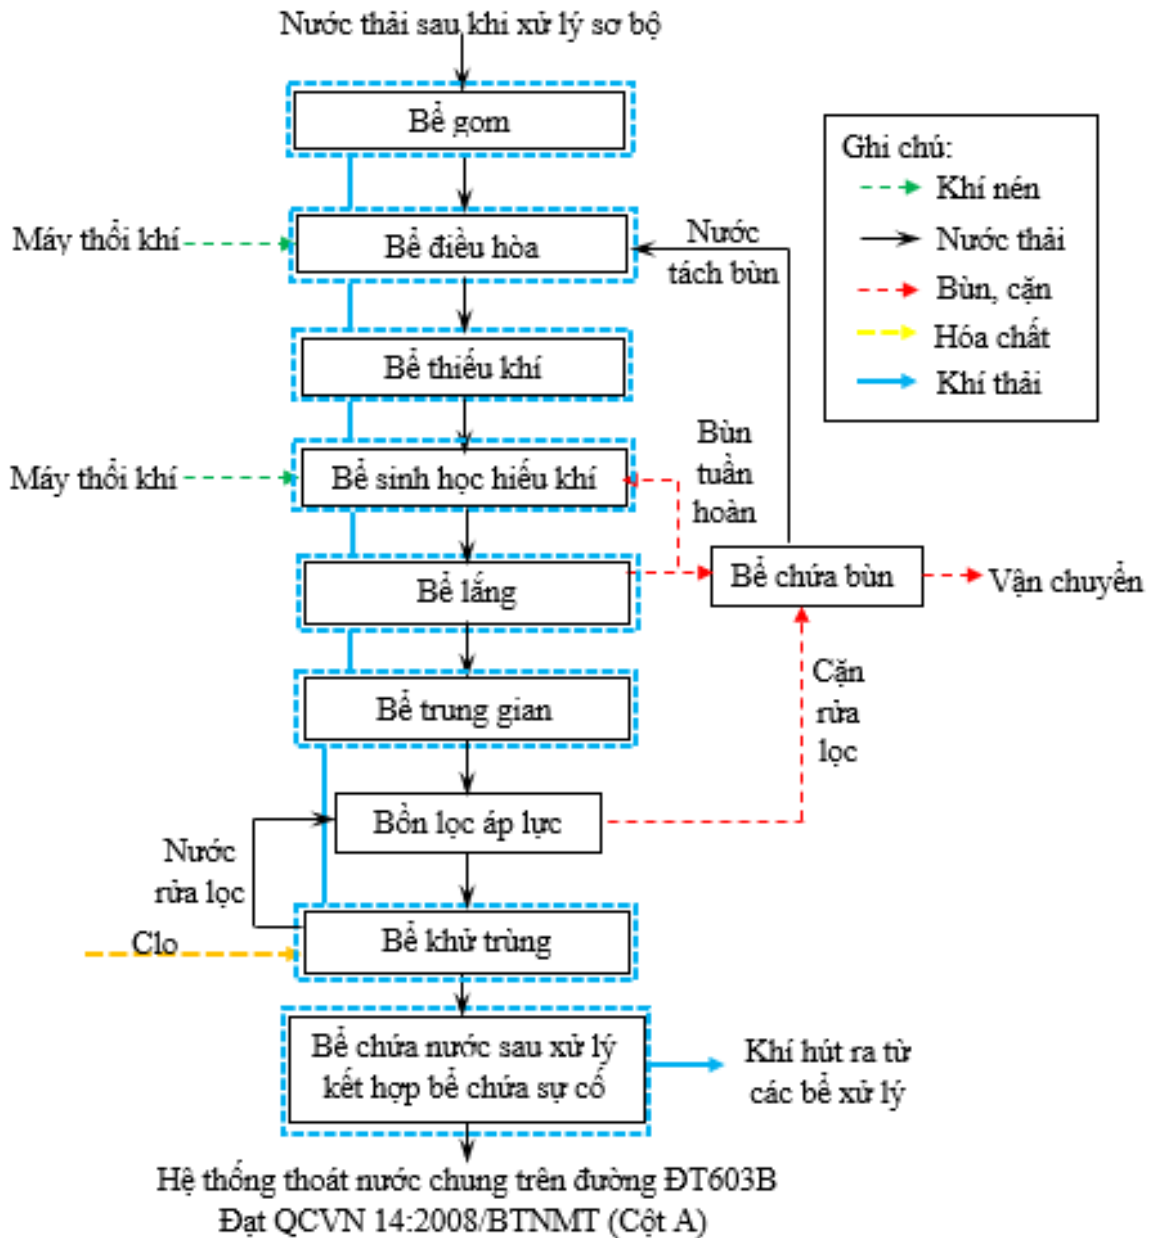 Nước thải sau khi xử lý sơ bộ
Bể gom
Ghi chú:
Khí nén
Nước thải
Bùn, cặn
Hóa chất
Khí thải
Máy thổi khí
Bể điều hòa
Nước
tách bùn
Bể thiếu khí
Máy thổi khí
Bể sinh học hiếu khí
Bùn
tuần
hoàn
Bể lắng
Bể chứa bùn
Vận chuyển
Bể trung gian
Cặn
rửa
lọc
Bồn lọc áp lực
Nước
rửa lọc
Clo
Bể khử trùng
Bể chứa nước sau xử lý
kết hợp bể chứa sự cố
Khí hút ra từ
các bể xử lý
Hệ thống thoát nước chung trên đường ĐT603B
Đạt QCVN 14:2008/BTNMT (Cột A)